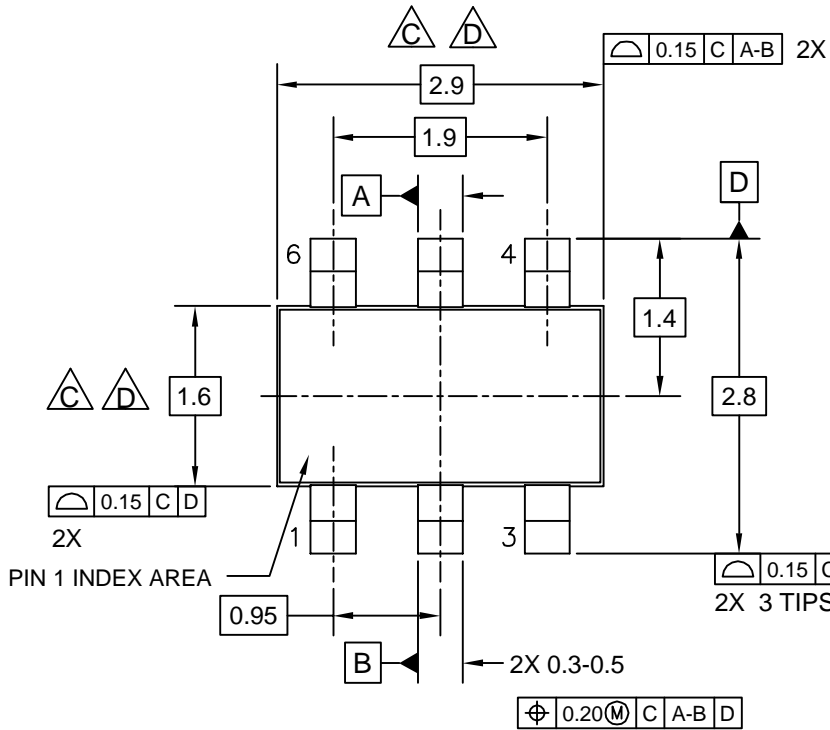 C D
⌓ 0.15 C A-B 2X
2.9
1.9
A
D
6 4
1.4
C D 1.6 2.8
⌓ 0.15 C D
2X
1 3
PIN 1 INDEX AREA
⌓ 0.15
2X 3 TIPS
0.95
B 2X 0.3-0.5
⌖ 0.20Ⓜ C A-B D